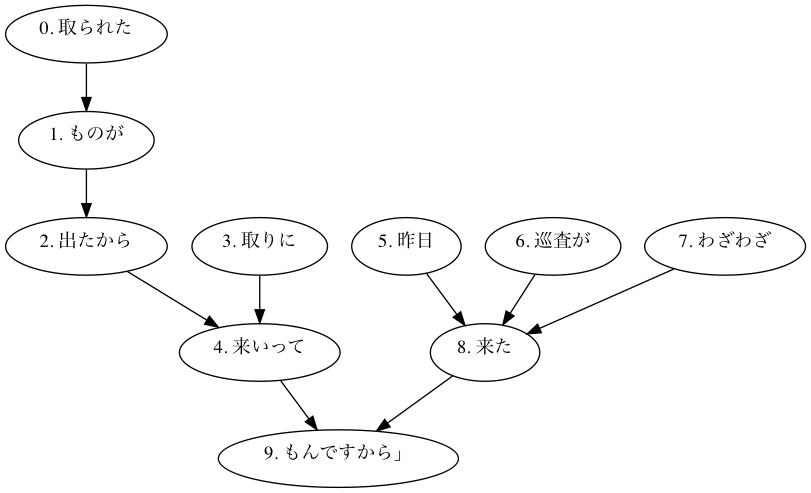 0. 取られた
1. ものが
2. 出たから
3. 取りに
5. 昨日
6. 巡査が
7. わざわざ
4. 来いって
8. 来た
9. もんですから」